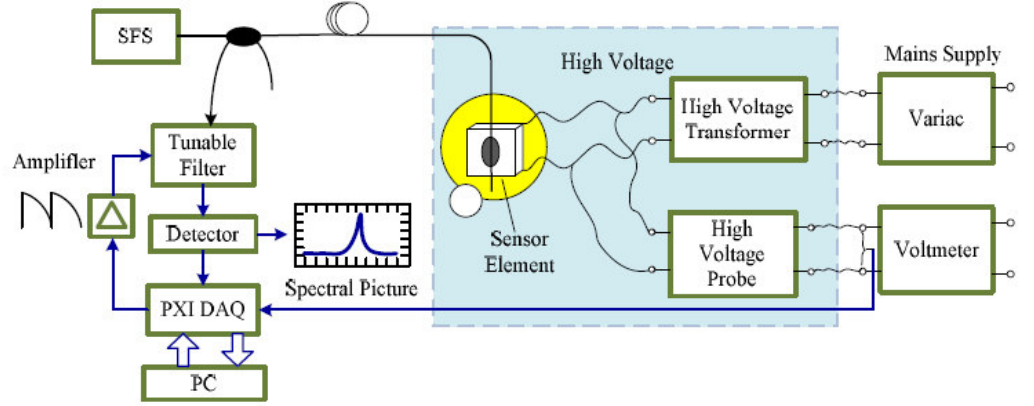 SFS
High Voltage
Mains Supply
High Voltage
Transformer
Variac
Tunable
Filter
Amplifler
Detector
Sensor
Element
High
Voltage
Probe
Voltmeter
Spectral Picture
PXI DAQ
PC